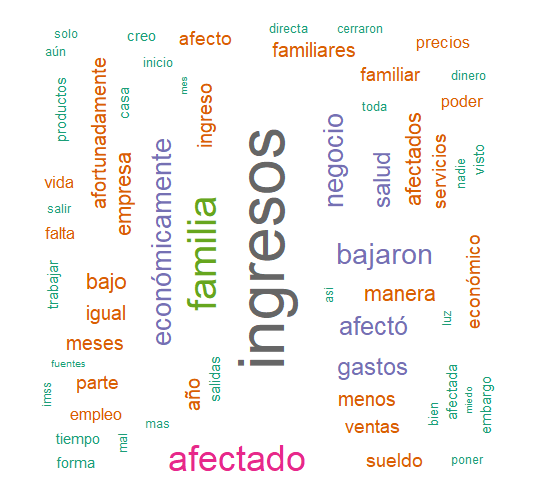 solo
creo
afecto
directa
cerraron
aún
familiares
precios
inicio
familiar
dinero
productos
afortunadamente
casa
mes
ingreso
toda
poder
negocio
salud
afectados
servicios
nadie
visto
vida
empresa
económicamente
familia
ingresos
salir
falta
bajaron
trabajar
bajo
asi
manera
económico
igual
afectó
luz
meses
fuentes
salidas
gastos
imss
parte
año
menos
bien
afectada
miedo
embargo
empleo
mas
ventas
tiempo
mal
forma
afectado
sueldo
poner